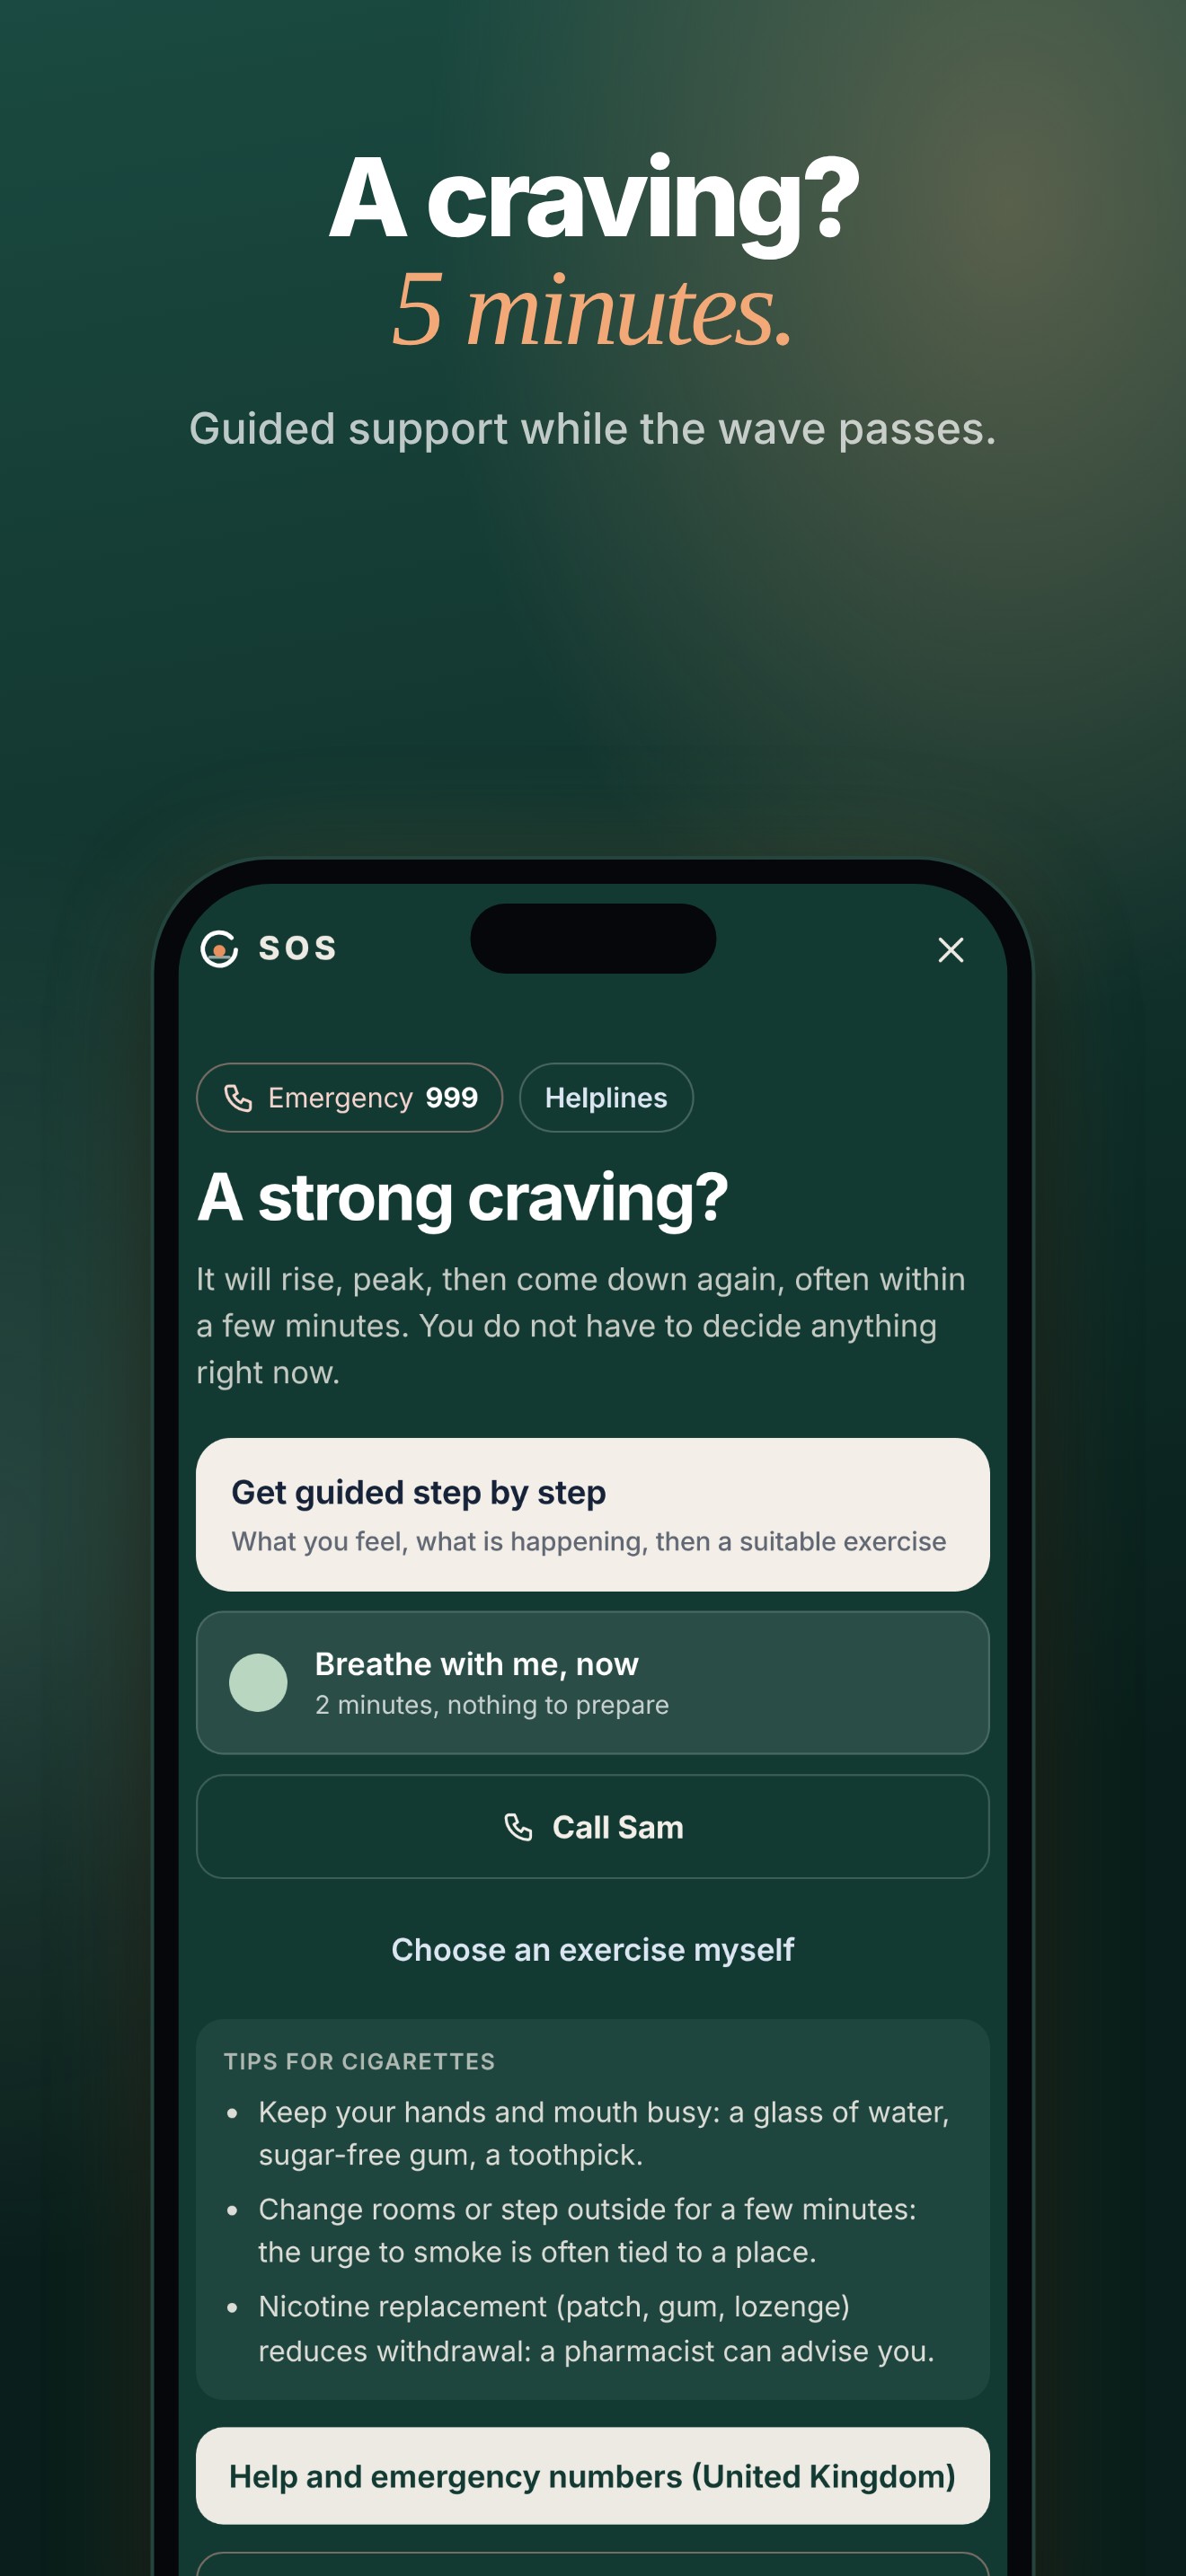 A craving?
5 minutes.
Guided support while the wave passes.
SOS
Emergency 999
Helplines
A strong craving?
It will rise, peak, then come down again, often within
a few minutes. You do not have to decide anything
right now.
Get guided step by step
What you feel, what is happening, then a suitable exercise
Breathe with me, now
2 minutes, nothing to prepare
Call Sam
Choose an exercise myself
TIPS FOR CIGARETTES
• Keep your hands and mouth busy: a glass of water,
sugar-free gum, a toothpick.
• Change rooms or step outside for a few minutes:
the urge to smoke is often tied to a place.
• Nicotine replacement (patch, gum, lozenge)
reduces withdrawal: a pharmacist can advise you.
Help and emergency numbers (United Kingdom)